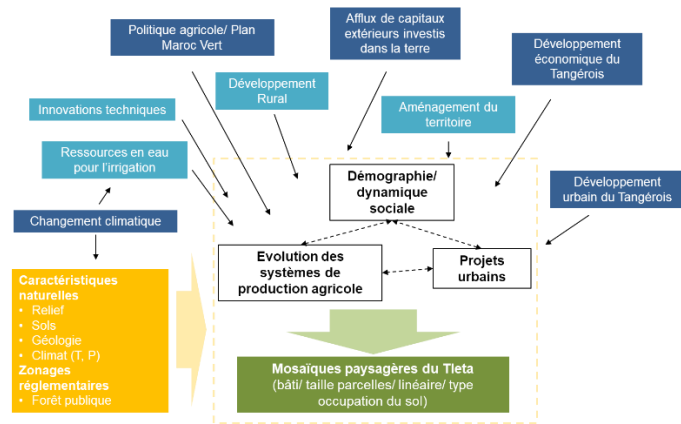 Politique agricole/ Plan
Maroc Vert
Afflux de capitaux
extérieurs investis
dans la terre
Développement
économique du
Tangérois
Développement
Rural
Innovations techniques
Aménagement du
territoire
Ressources en eau
pour l'irrigation
Démographie/
dynamique
sociale
Développement
urbain du Tangérois
Changement climatique
Evolution des
systèmes de
production agricole
Projets
urbains
Caractéristiques
naturelles
• Relief
• Sols
• Géologie
• Climat (T, P)
Zonages
réglementaires
• Forêt publique
Mosaïques paysagères du Tleta
(bâti/ taille parcelles/ linéaire/ type
occupation du sol)